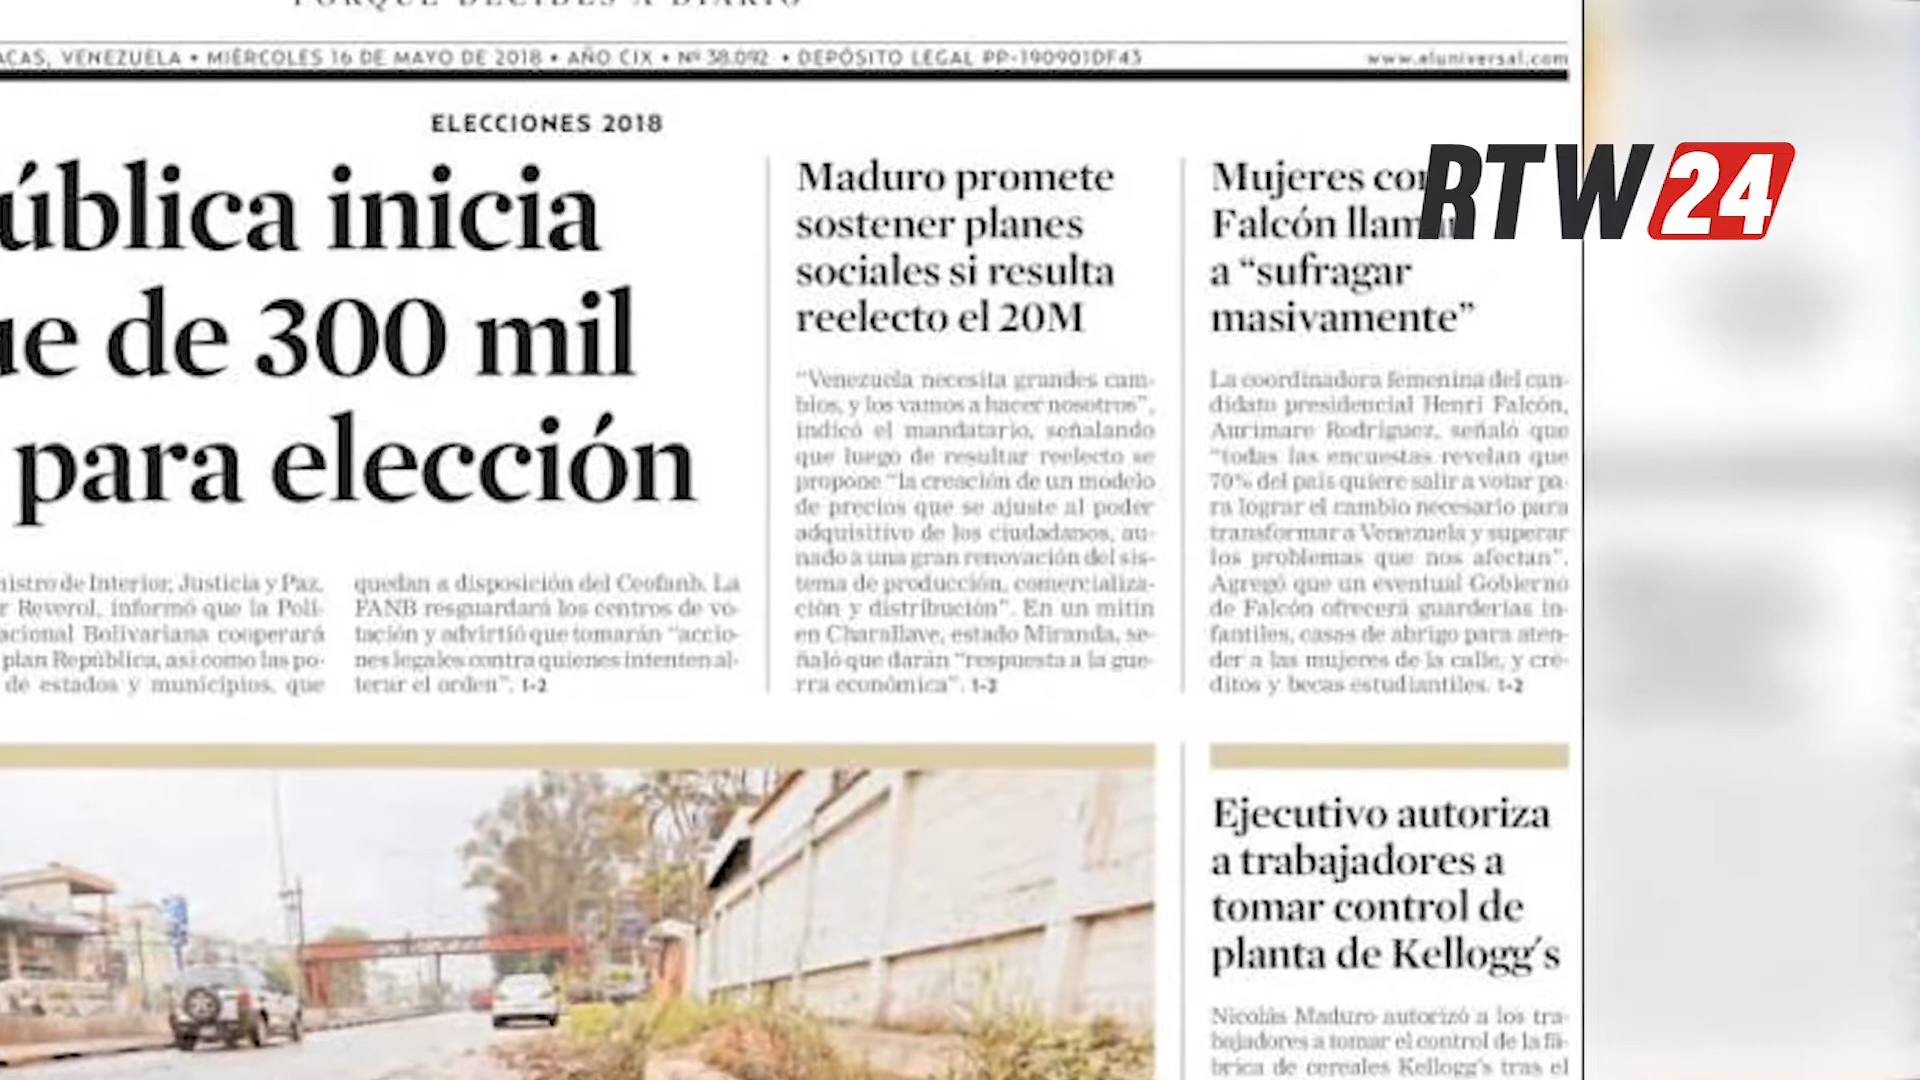 PORQUE DECIDES A DIARIO
ACAS, VENEZUELA • MIÉRCOLES 16 DE MAYO DE 2018 • AÑO CIX • Nº 38.092 • DEPÓSITO LEGAL PP-190901DF43
www.eluniversal.com
ELECCIONES 2018
ública inicia
ue de 300 mil
para elección
nistro de Interior, Justicia y Paz,
r Reverol, informó que la Poli-
acional Bolivariana cooperará
plan República, así como las po-
de estados y municipios, que
quedan a disposición del Ceofanb. La
FANB resguardará los centros de vo-
tación y advirtió que tomarán "accio-
nes legales contra quienes intenten al-
terar el orden". 1-2
Maduro promete
sostener planes
sociales si resulta
reelecto el 20M
"Venezuela necesita grandes cam-
bios, y los vamos a hacer nosotros",
indicó el mandatario, señalando
que luego de resultar reelecto se
propone "la creación de un modelo
de precios que se ajuste al poder
adquisitivo de los ciudadanos, au-
nado a una gran renovación del sis-
tema de producción, comercializa-
ción y distribución". En un mitin
en Charallave, estado Miranda, se-
ñaló que darán "respuesta a la gue-
rra económica". 1-3
Mujeres con
Falcón llaman
a “sufragar
masivamente”
La coordinadora femenina del can-
didato presidencial Henri Falcón,
Aurimare Rodríguez, señaló que
"todas las encuestas revelan que
70% del país quiere salir a votar pa-
ra lograr el cambio necesario para
transformar a Venezuela y superar
los problemas que nos afectan".
Agregó que un eventual Gobierno
de Falcón ofrecerá guarderías in-
fantiles, casas de abrigo para aten-
der a las mujeres de la calle, y cré-
ditos y becas estudiantiles. 1-2
RTW24
Ejecutivo autoriza
a trabajadores a
tomar control de
planta de Kellogg´s
Nicolás Maduro autorizó a los tra-
bajadores a tomar el control de la fá-
brica de cereales Kellogg's tras el